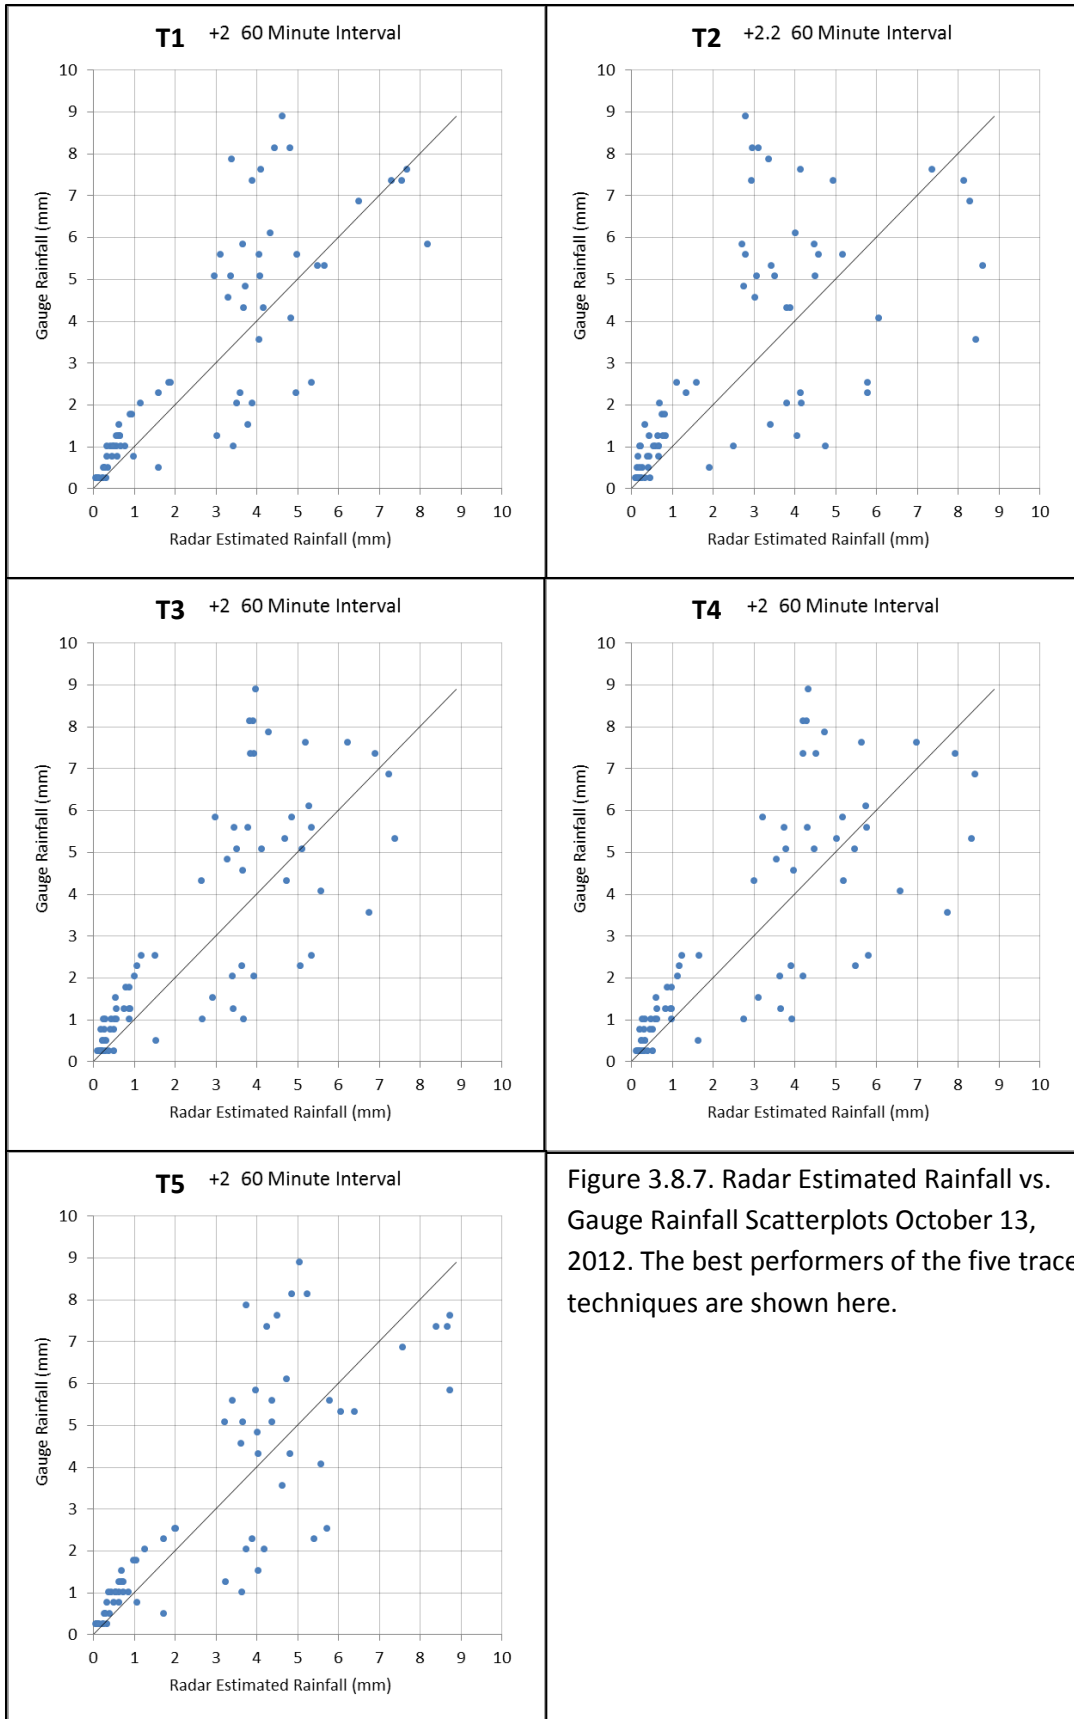 T1 +2 60 Minute Interval
10
9
8
7
6
5
4
3
2
1
0
Gauge Rainfall (mm)
0 1 2 3 4 5 6 7 8 9 10
Radar Estimated Rainfall (mm)
T2 +2.2 60 Minute Interval
10
9
8
7
6
5
4
3
2
1
0
Gauge Rainfall (mm)
0 1 2 3 4 5 6 7 8 9 10
Radar Estimated Rainfall (mm)
T3 +2 60 Minute Interval
10
9
8
7
6
5
4
3
2
1
0
Gauge Rainfall (mm)
0 1 2 3 4 5 6 7 8 9 10
Radar Estimated Rainfall (mm)
T4 +2 60 Minute Interval
10
9
8
7
6
5
4
3
2
1
0
Gauge Rainfall (mm)
0 1 2 3 4 5 6 7 8 9 10
Radar Estimated Rainfall (mm)
T5 +2 60 Minute Interval
10
9
8
7
6
5
4
3
2
1
0
Gauge Rainfall (mm)
0 1 2 3 4 5 6 7 8 9 10
Radar Estimated Rainfall (mm)
Figure 3.8.7. Radar Estimated Rainfall vs.
Gauge Rainfall Scatterplots October 13,
2012. The best performers of the five trace
techniques are shown here.